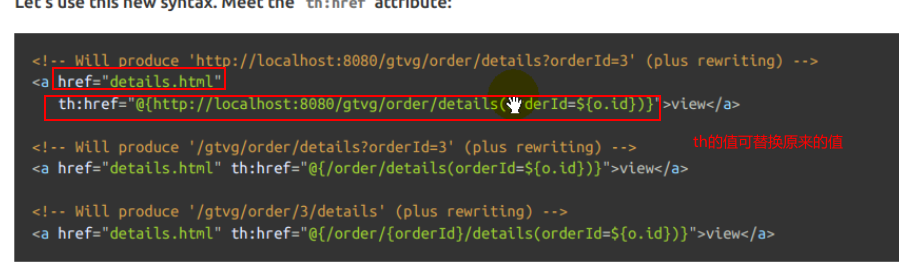 Let's use this new syntax. Meet the th:href attribute:
<!-- Will produce 'http://localhost:8080/gtvg/order/details?orderId=3' (plus rewriting) -->
<a href="details.html"
th:href="@{http://localhost:8080/gtvg/order/details( rderId=${o.id})}">view</a>
th的值可替换原来的值
<!-- Will produce '/gtvg/order/details?orderId=3' (plus rewriting) -->
<a href="details.html" th:href="@{/order/details(orderId=${o.id})}">view</a>
<!-- Will produce '/gtvg/order/3/details' (plus rewriting) -->
<a href="details.html" th:href="@{/order/{orderId}/details(orderId=${o.id})}">view</a>